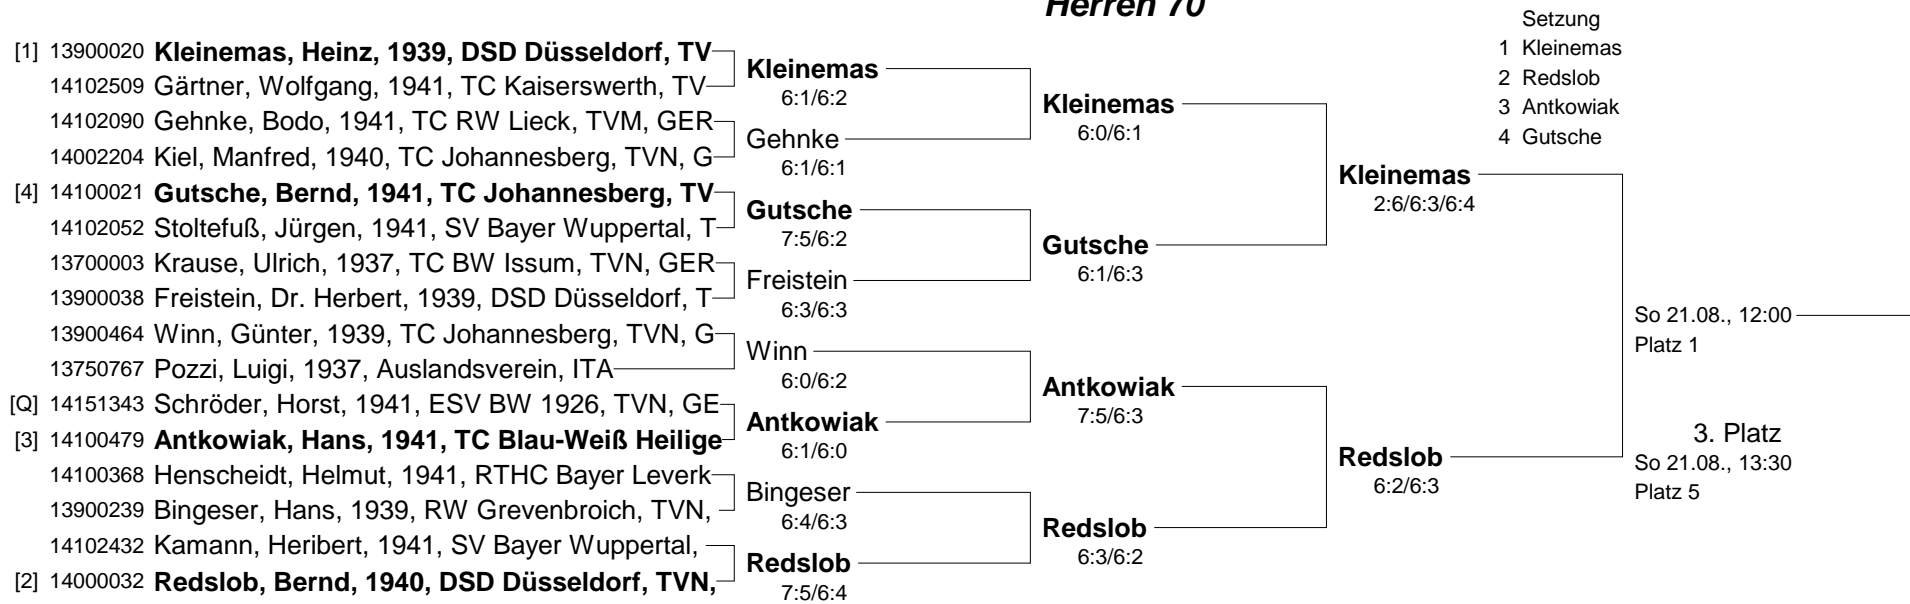 Herren 70
Setzung
1 Kleinemas
2 Redslob
3 Antkowiak
4 Gutsche
[1] 13900020 Kleinemas, Heinz, 1939, DSD Düsseldorf, TV
14102509 Gärtner, Wolfgang, 1941, TC Kaiserswerth, TV
14102090 Gehnke, Bodo, 1941, TC RW Lieck, TVM, GER
14002204 Kiel, Manfred, 1940, TC Johannesberg, TVN, G
[4] 14100021 Gutsche, Bernd, 1941, TC Johannesberg, TV
14102052 Stoltefuß, Jürgen, 1941, SV Bayer Wuppertal, T
13700003 Krause, Ulrich, 1937, TC BW Issum, TVN, GER
13900038 Freistein, Dr. Herbert, 1939, DSD Düsseldorf, T
13900464 Winn, Günter, 1939, TC Johannesberg, TVN, G
13750767 Pozzi, Luigi, 1937, Auslandsverein, ITA
[Q] 14151343 Schröder, Horst, 1941, ESV BW 1926, TVN, GE
[3] 14100479 Antkowiak, Hans, 1941, TC Blau-Weiß Heilige
14100368 Henscheidt, Helmut, 1941, RTHC Bayer Leverk
13900239 Bingeser, Hans, 1939, RW Grevenbroich, TVN,
14102432 Kamann, Heribert, 1941, SV Bayer Wuppertal,
[2] 14000032 Redslob, Bernd, 1940, DSD Düsseldorf, TVN,
Kleinemas
6:1/6:2
Gehnke
6:1/6:1
Gutsche
7:5/6:2
Freistein
6:3/6:3
Winn
6:0/6:2
Antkowiak
6:1/6:0
Bingeser
6:4/6:3
Redslob
7:5/6:4
Kleinemas
6:0/6:1
Gutsche
6:1/6:3
Antkowiak
7:5/6:3
Redslob
6:3/6:2
Kleinemas
2:6/6:3/6:4
Redslob
6:2/6:3
So 21.08., 12:00
Platz 1
3. Platz
So 21.08., 13:30
Platz 5